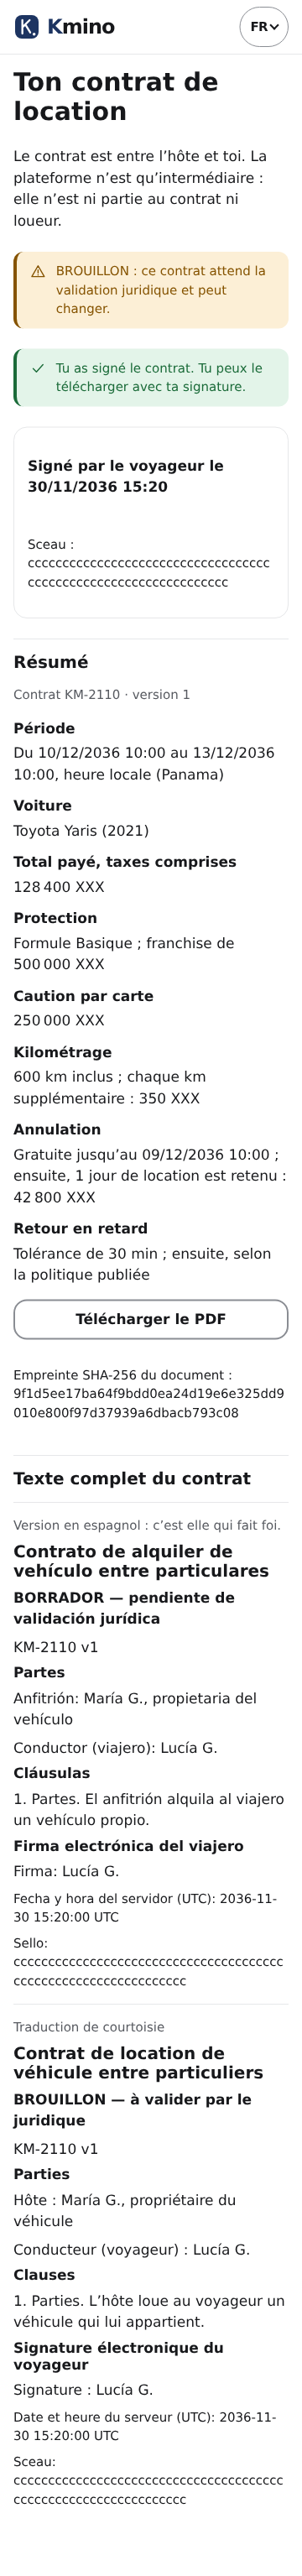 Kmino
FR
Ton contrat de
location
Le contrat est entre l’hôte et toi. La
plateforme n’est qu’intermédiaire :
elle n’est ni partie au contrat ni
loueur.
BROUILLON : ce contrat attend la
validation juridique et peut
changer.
Tu as signé le contrat. Tu peux le
télécharger avec ta signature.
Signé par le voyageur le
30/11/2036 15:20
Sceau :
ccccccccccccccccccccccccccccccccccc
ccccccccccccccccccccccccccccc
Résumé
Contrat KM-2110 · version 1
Période
Du 10/12/2036 10:00 au 13/12/2036
10:00, heure locale (Panama)
Voiture
Toyota Yaris (2021)
Total payé, taxes comprises
128 400 XXX
Protection
Formule Basique ; franchise de
500 000 XXX
Caution par carte
250 000 XXX
Kilométrage
600 km inclus ; chaque km
supplémentaire : 350 XXX
Annulation
Gratuite jusqu’au 09/12/2036 10:00 ;
ensuite, 1 jour de location est retenu :
42 800 XXX
Retour en retard
Tolérance de 30 min ; ensuite, selon
la politique publiée
Télécharger le PDF
Empreinte SHA-256 du document :
9f1d5ee17ba64f9bdd0ea24d19e6e325dd9
010e800f97d37939a6dbacb793c08
Texte complet du contrat
Version en espagnol : c’est elle qui fait foi.
Contrato de alquiler de
vehículo entre particulares
BORRADOR — pendiente de
validación jurídica
KM-2110 v1
Partes
Anfitrión: María G., propietaria del
vehículo
Conductor (viajero): Lucía G.
Cláusulas
1. Partes. El anfitrión alquila al viajero
un vehículo propio.
Firma electrónica del viajero
Firma: Lucía G.
Fecha y hora del servidor (UTC): 2036-11-
30 15:20:00 UTC
Sello:
ccccccccccccccccccccccccccccccccccccccc
ccccccccccccccccccccccccc
Traduction de courtoisie
Contrat de location de
véhicule entre particuliers
BROUILLON — à valider par le
juridique
KM-2110 v1
Parties
Hôte : María G., propriétaire du
véhicule
Conducteur (voyageur) : Lucía G.
Clauses
1. Parties. L’hôte loue au voyageur un
véhicule qui lui appartient.
Signature électronique du
voyageur
Signature : Lucía G.
Date et heure du serveur (UTC): 2036-11-
30 15:20:00 UTC
Sceau:
ccccccccccccccccccccccccccccccccccccccc
ccccccccccccccccccccccccc